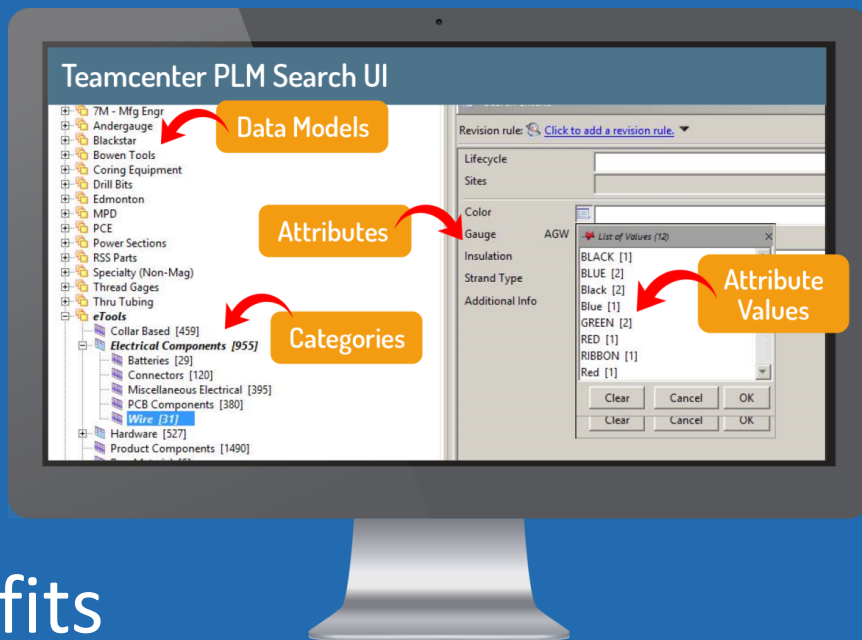 Teamcenter PLM Search UI
7M - Mfg Engr
Andergauge
Blackstar
Bowen Tools
Coring Equipment
Drill Bits
Edmonton
MPD
PCE
Power Sections
RSS Parts
Specialty (Non-Mag)
Thread Gages
Thru Tubing
eTools
Collar Based [459]
Electrical Components [955]
Batteries [29]
Connectors [120]
Miscellaneous Electrical [395]
PCB Components [380]
Wire [31]
Hardware [527]
Product Components [1490]
Data Models
Attributes
Categories
Revision rule: Click to add a revision rule.
Lifecycle
Sites
Color
Gauge AGW
Insulation
Strand Type
Additional Info
List of Values (12)
BLACK [1]
BLUE [2]
Black [2]
Blue [1]
GREEN [2]
RED [1]
RIBBON [1]
Red [1]
Clear Cancel OK
Clear Cancel OK
Attribute
Values
fits